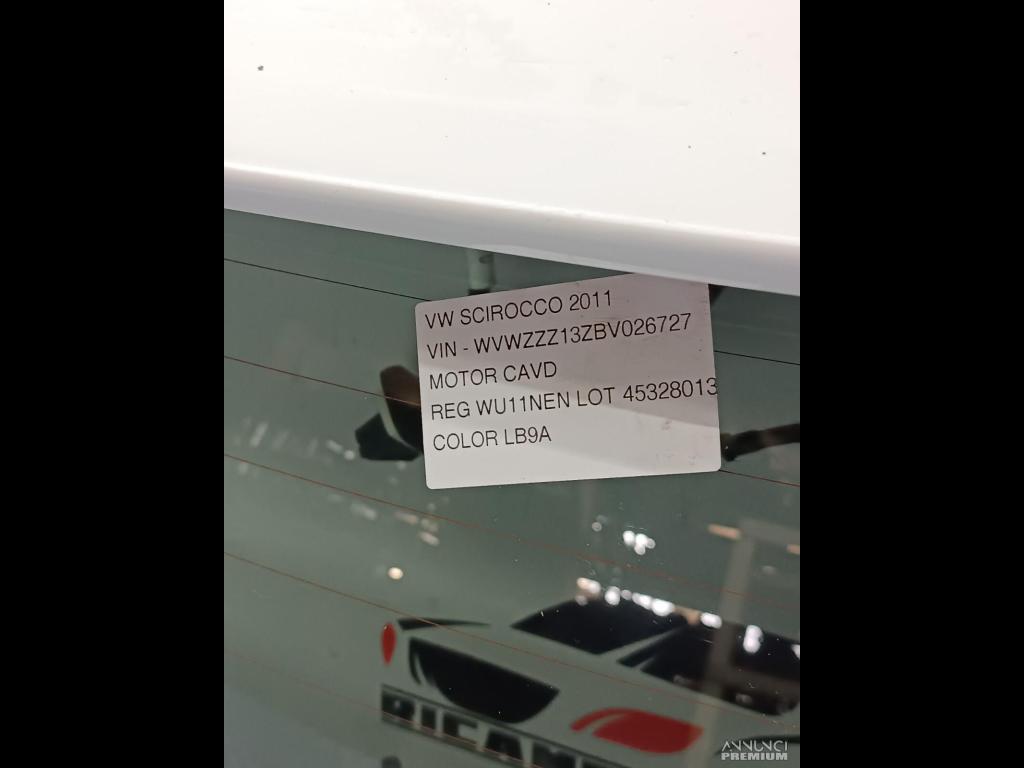 VW SCIROCCO 2011
VIN - WVWZZZ13ZBV026727
MOTOR CAVD
REG WU11NEN LOT 45328013
COLOR LB9A
ANNUNCI
PREMIUM